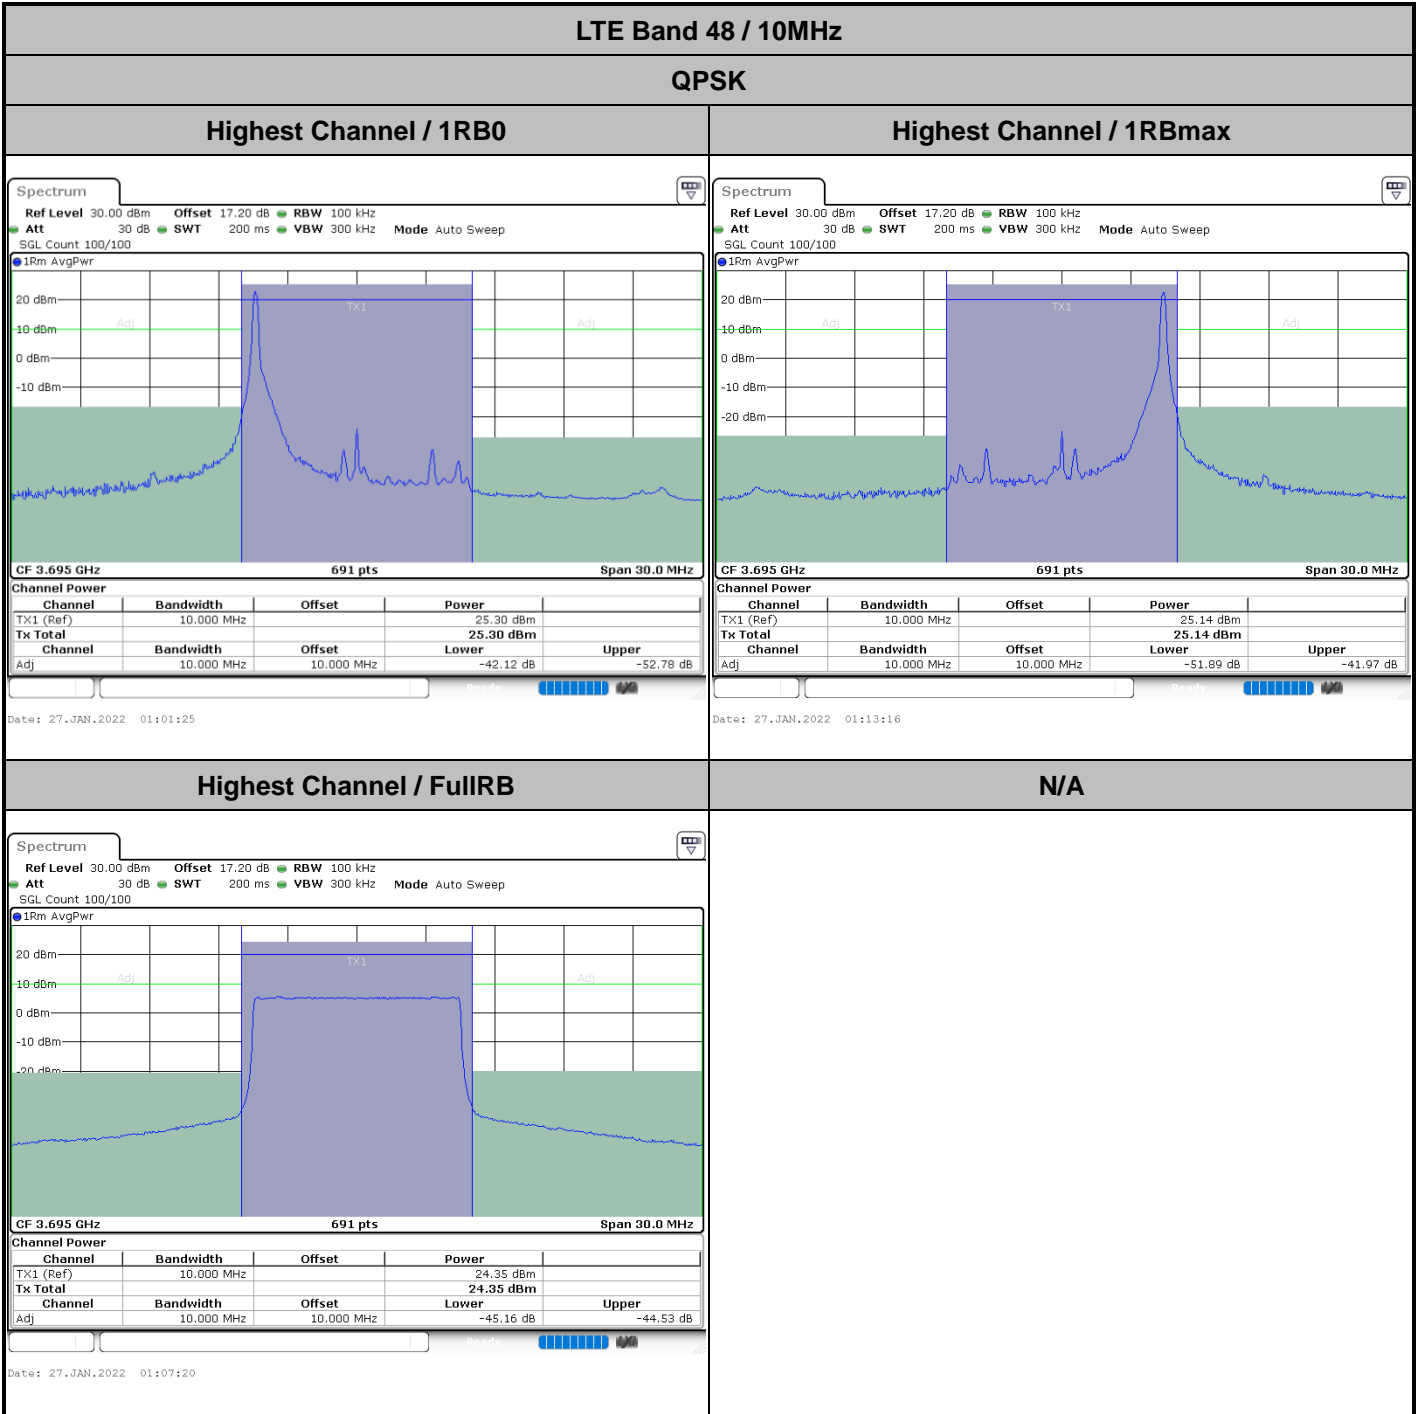 LTE Band 48 / 10MHz
QPSK
Highest Channel / 1RB0
Highest Channel / 1RBmax
Spectrum
Ref Level 30.00 dBm Offset 17.20 dB RBW 100 kHz
Att 30 dB SWT 200 ms VBW 300 kHz Mode Auto Sweep
SGL Count 100/100
1Rm AvgPwr
20 dBm
10 dBm
0 dBm
-10 dBm
Adj
TX1
Adj
CF 3.695 GHz 691 pts Span 30.0 MHz
Channel Power
Channel Bandwidth Offset Power
TX1 (Ref) 10.000 MHz 25.30 dBm
Tx Total 25.30 dBm
Channel Bandwidth Offset Lower Upper
Adj 10.000 MHz 10.000 MHz -42.12 dB -52.78 dB
Ready
Date: 27.JAN.2022 01:01:25
Spectrum
Ref Level 30.00 dBm Offset 17.20 dB RBW 100 kHz
Att 30 dB SWT 200 ms VBW 300 kHz Mode Auto Sweep
SGL Count 100/100
1Rm AvgPwr
20 dBm
10 dBm
0 dBm
-10 dBm
-20 dBm
Adj
TX1
Adj
CF 3.695 GHz 691 pts Span 30.0 MHz
Channel Power
Channel Bandwidth Offset Power
TX1 (Ref) 10.000 MHz 25.14 dBm
Tx Total 25.14 dBm
Channel Bandwidth Offset Lower Upper
Adj 10.000 MHz 10.000 MHz -51.89 dB -41.97 dB
Ready
Date: 27.JAN.2022 01:13:16
Highest Channel / FullRB
N/A
Spectrum
Ref Level 30.00 dBm Offset 17.20 dB RBW 100 kHz
Att 30 dB SWT 200 ms VBW 300 kHz Mode Auto Sweep
SGL Count 100/100
1Rm AvgPwr
20 dBm
10 dBm
0 dBm
-10 dBm
-20 dBm
Adj
TX1
Adj
CF 3.695 GHz 691 pts Span 30.0 MHz
Channel Power
Channel Bandwidth Offset Power
TX1 (Ref) 10.000 MHz 24.35 dBm
Tx Total 24.35 dBm
Channel Bandwidth Offset Lower Upper
Adj 10.000 MHz 10.000 MHz -45.16 dB -44.53 dB
Ready
Date: 27.JAN.2022 01:07:20